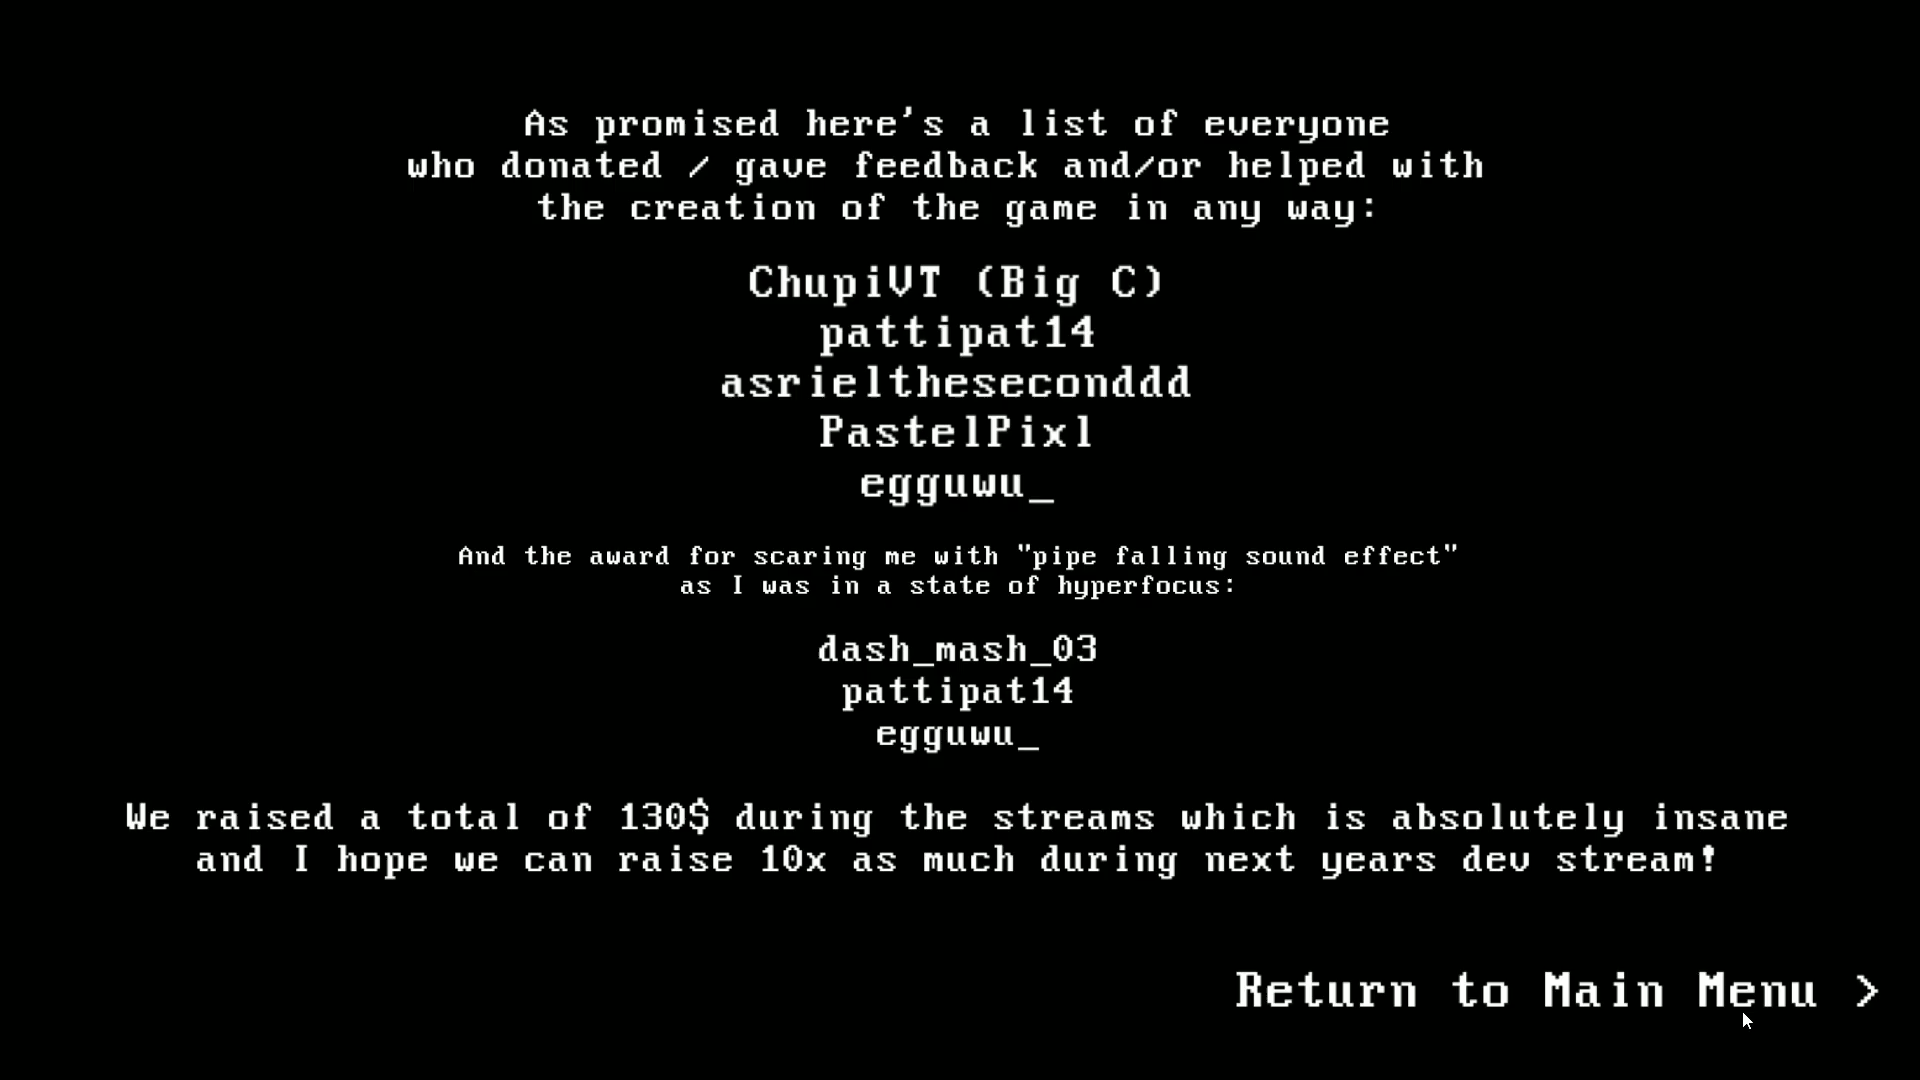 As promised here's a list of everyone
who donated / gave feedback and/or helped with
the creation of the game in any way:
ChupiVT (Big C)
pattipat14
asrieltheseconddd
PastelPixl
egguwu_
And the award for scaring me with "pipe falling sound effect"
as I was in a state of hyperfocus:
dash_mash_03
pattipat14
egguwu_
We raised a total of 130$ during the streams which is absolutely insane
and I hope we can raise 10x as much during next years dev stream!
Return to Main Menu >